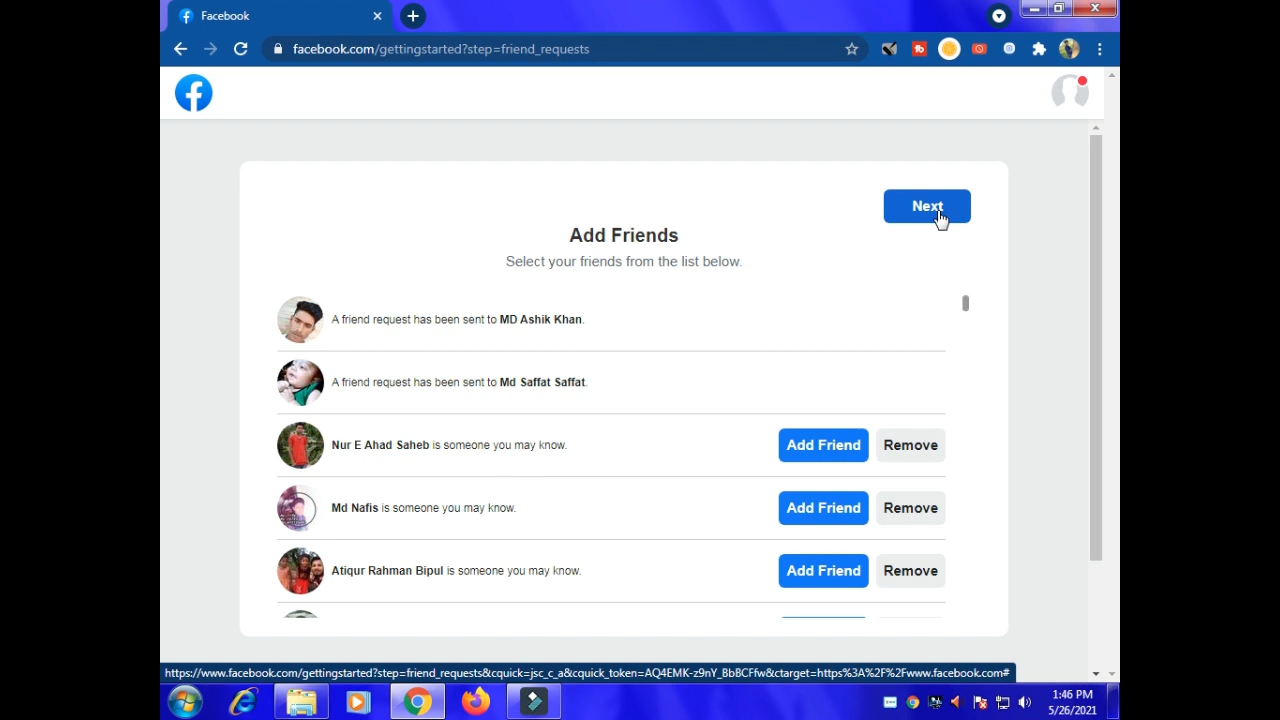 Facebook
facebook.com/gettingstarted?step=friend_requests
Next
Add Friends
Select your friends from the list below.
A friend request has been sent to MD Ashik Khan.
A friend request has been sent to Md Saffat Saffat.
Nur E Ahad Saheb is someone you may know.
Add Friend Remove
Md Nafis is someone you may know.
Add Friend Remove
Atiqur Rahman Bipul is someone you may know.
Add Friend Remove
https://www.facebook.com/gettingstarted?step=friend_requests&cquick=jsc_c_a&cquick_token=AQ4EMK-z9nY_BbBCFfw&ctarget=https%3A%2F%2Fwww.facebook.com#
1:46 PM
5/26/2021